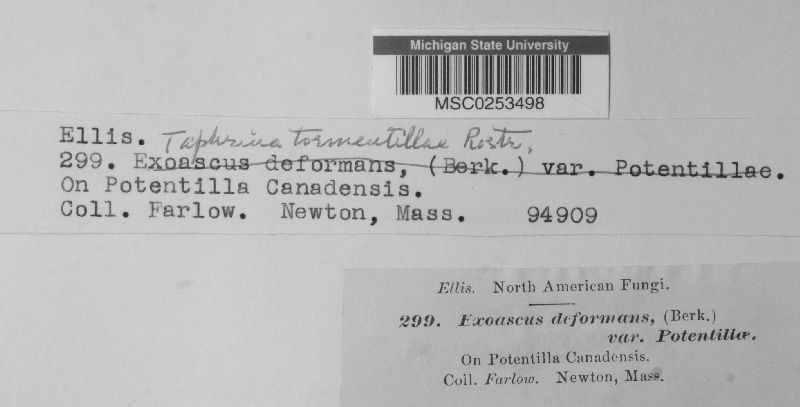 Michigan State University
MSC0253498
Ellis. Taphrina tormentillae Rostr.
299. Exoascus deformans, (Berk.) var. Potentillae.
On Potentilla Canadensis.
Coll. Farlow. Newton, Mass. 94909
Ellis. North American Fungi.
299. Exoascus deformans, (Berk.)
var. Potentillæ.
On Potentilla Canadensis.
Coll. Farlow. Newton, Mass.